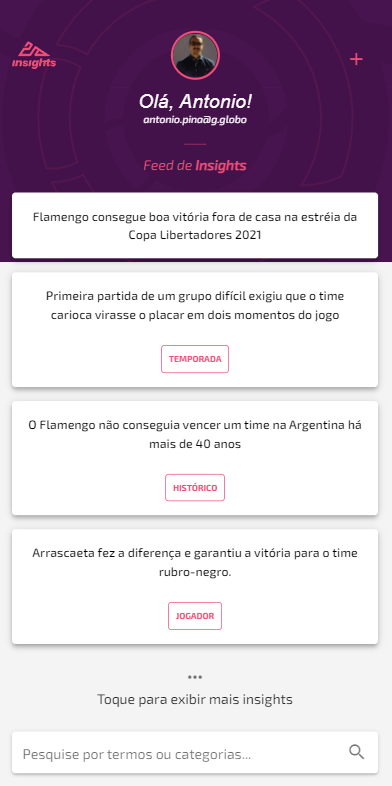 insights
+
Olá, Antonio!
antonio.pina@g.globo
Feed de Insights
Flamengo consegue boa vitória fora de casa na estréia da
Copa Libertadores 2021
Primeira partida de um grupo difícil exigiu que o time
carioca virasse o placar em dois momentos do jogo
TEMPORADA
O Flamengo não conseguia vencer um time na Argentina há
mais de 40 anos
HISTÓRICO
Arrascaeta fez a diferença e garantiu a vitória para o time
rubro-negro.
JOGADOR
...
Toque para exibir mais insights
Pesquise por termos ou categorias...